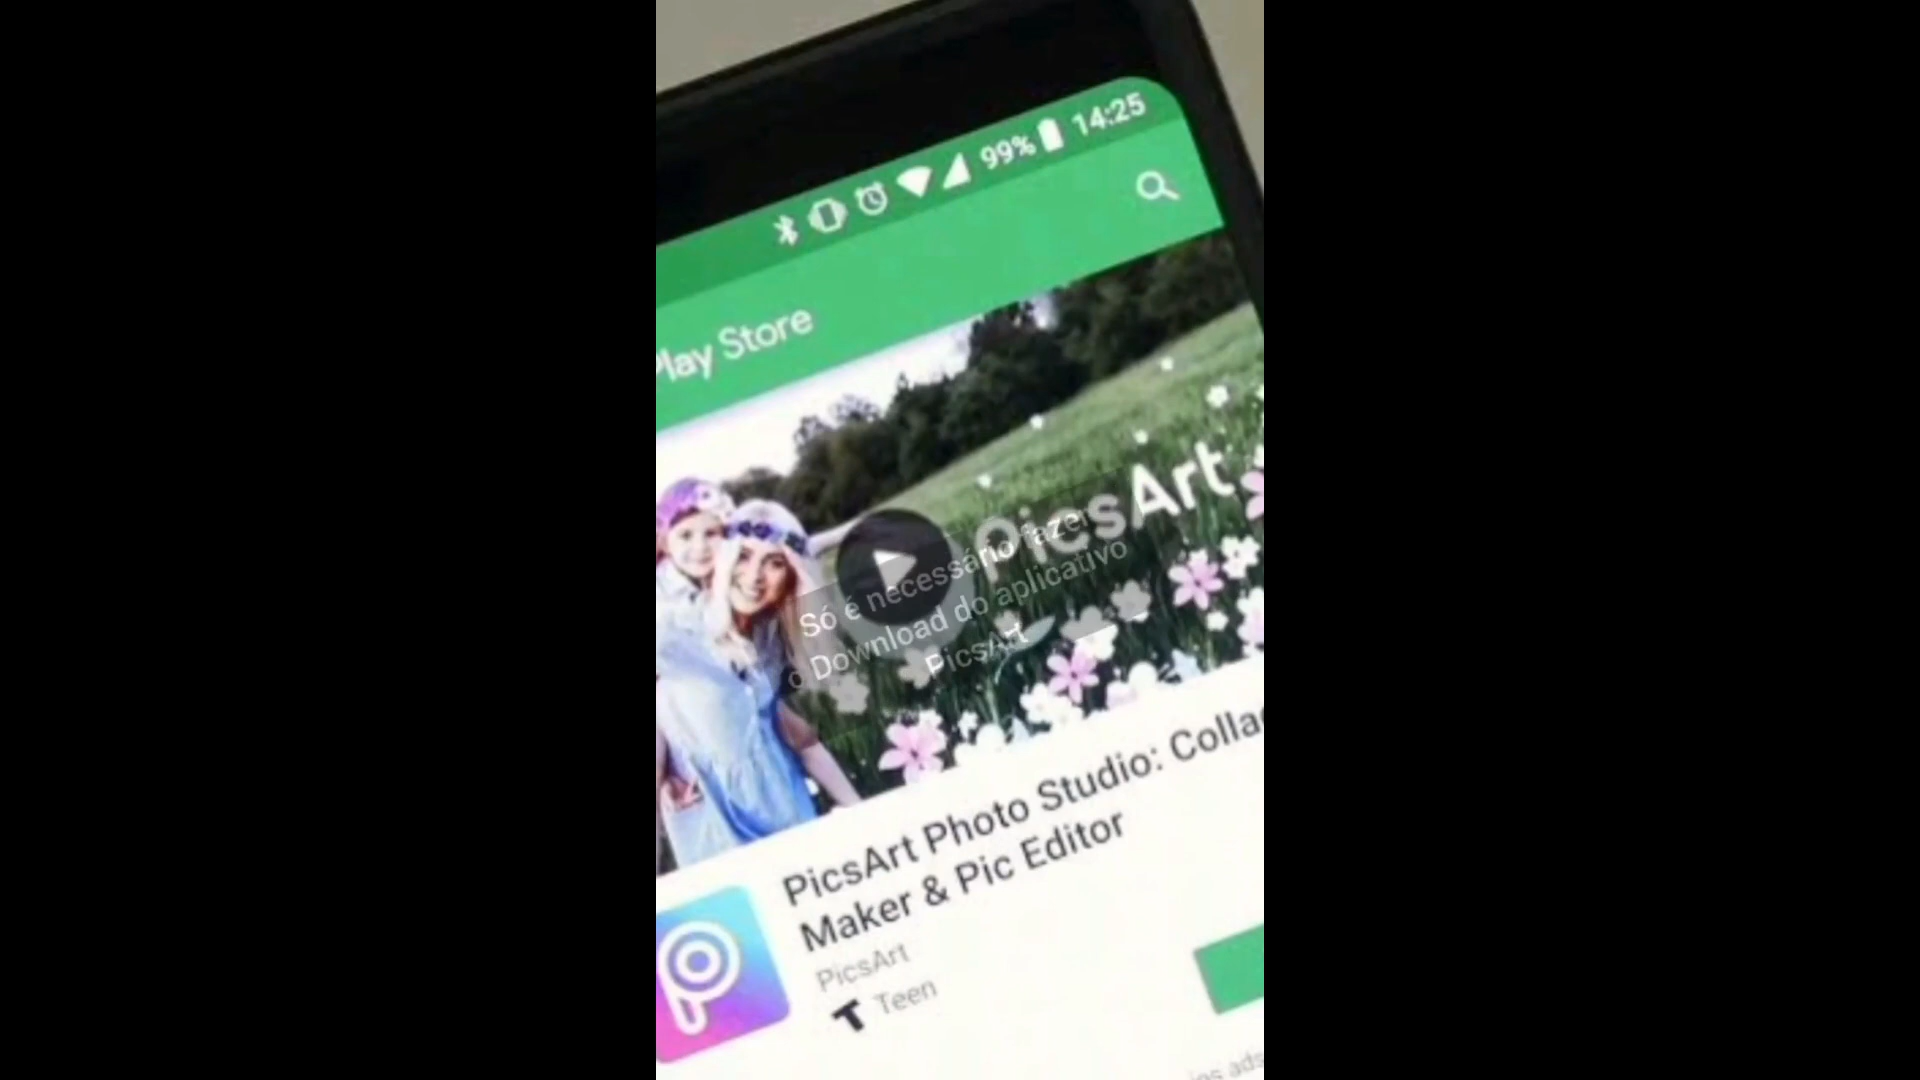 99% 14:25
Play Store
PicsArt
Só é necessário fazer
o Download do aplicativo
PicsArt
PicsArt Photo Studio: Colla
Maker & Pic Editor
PicsArt
Teen
ads